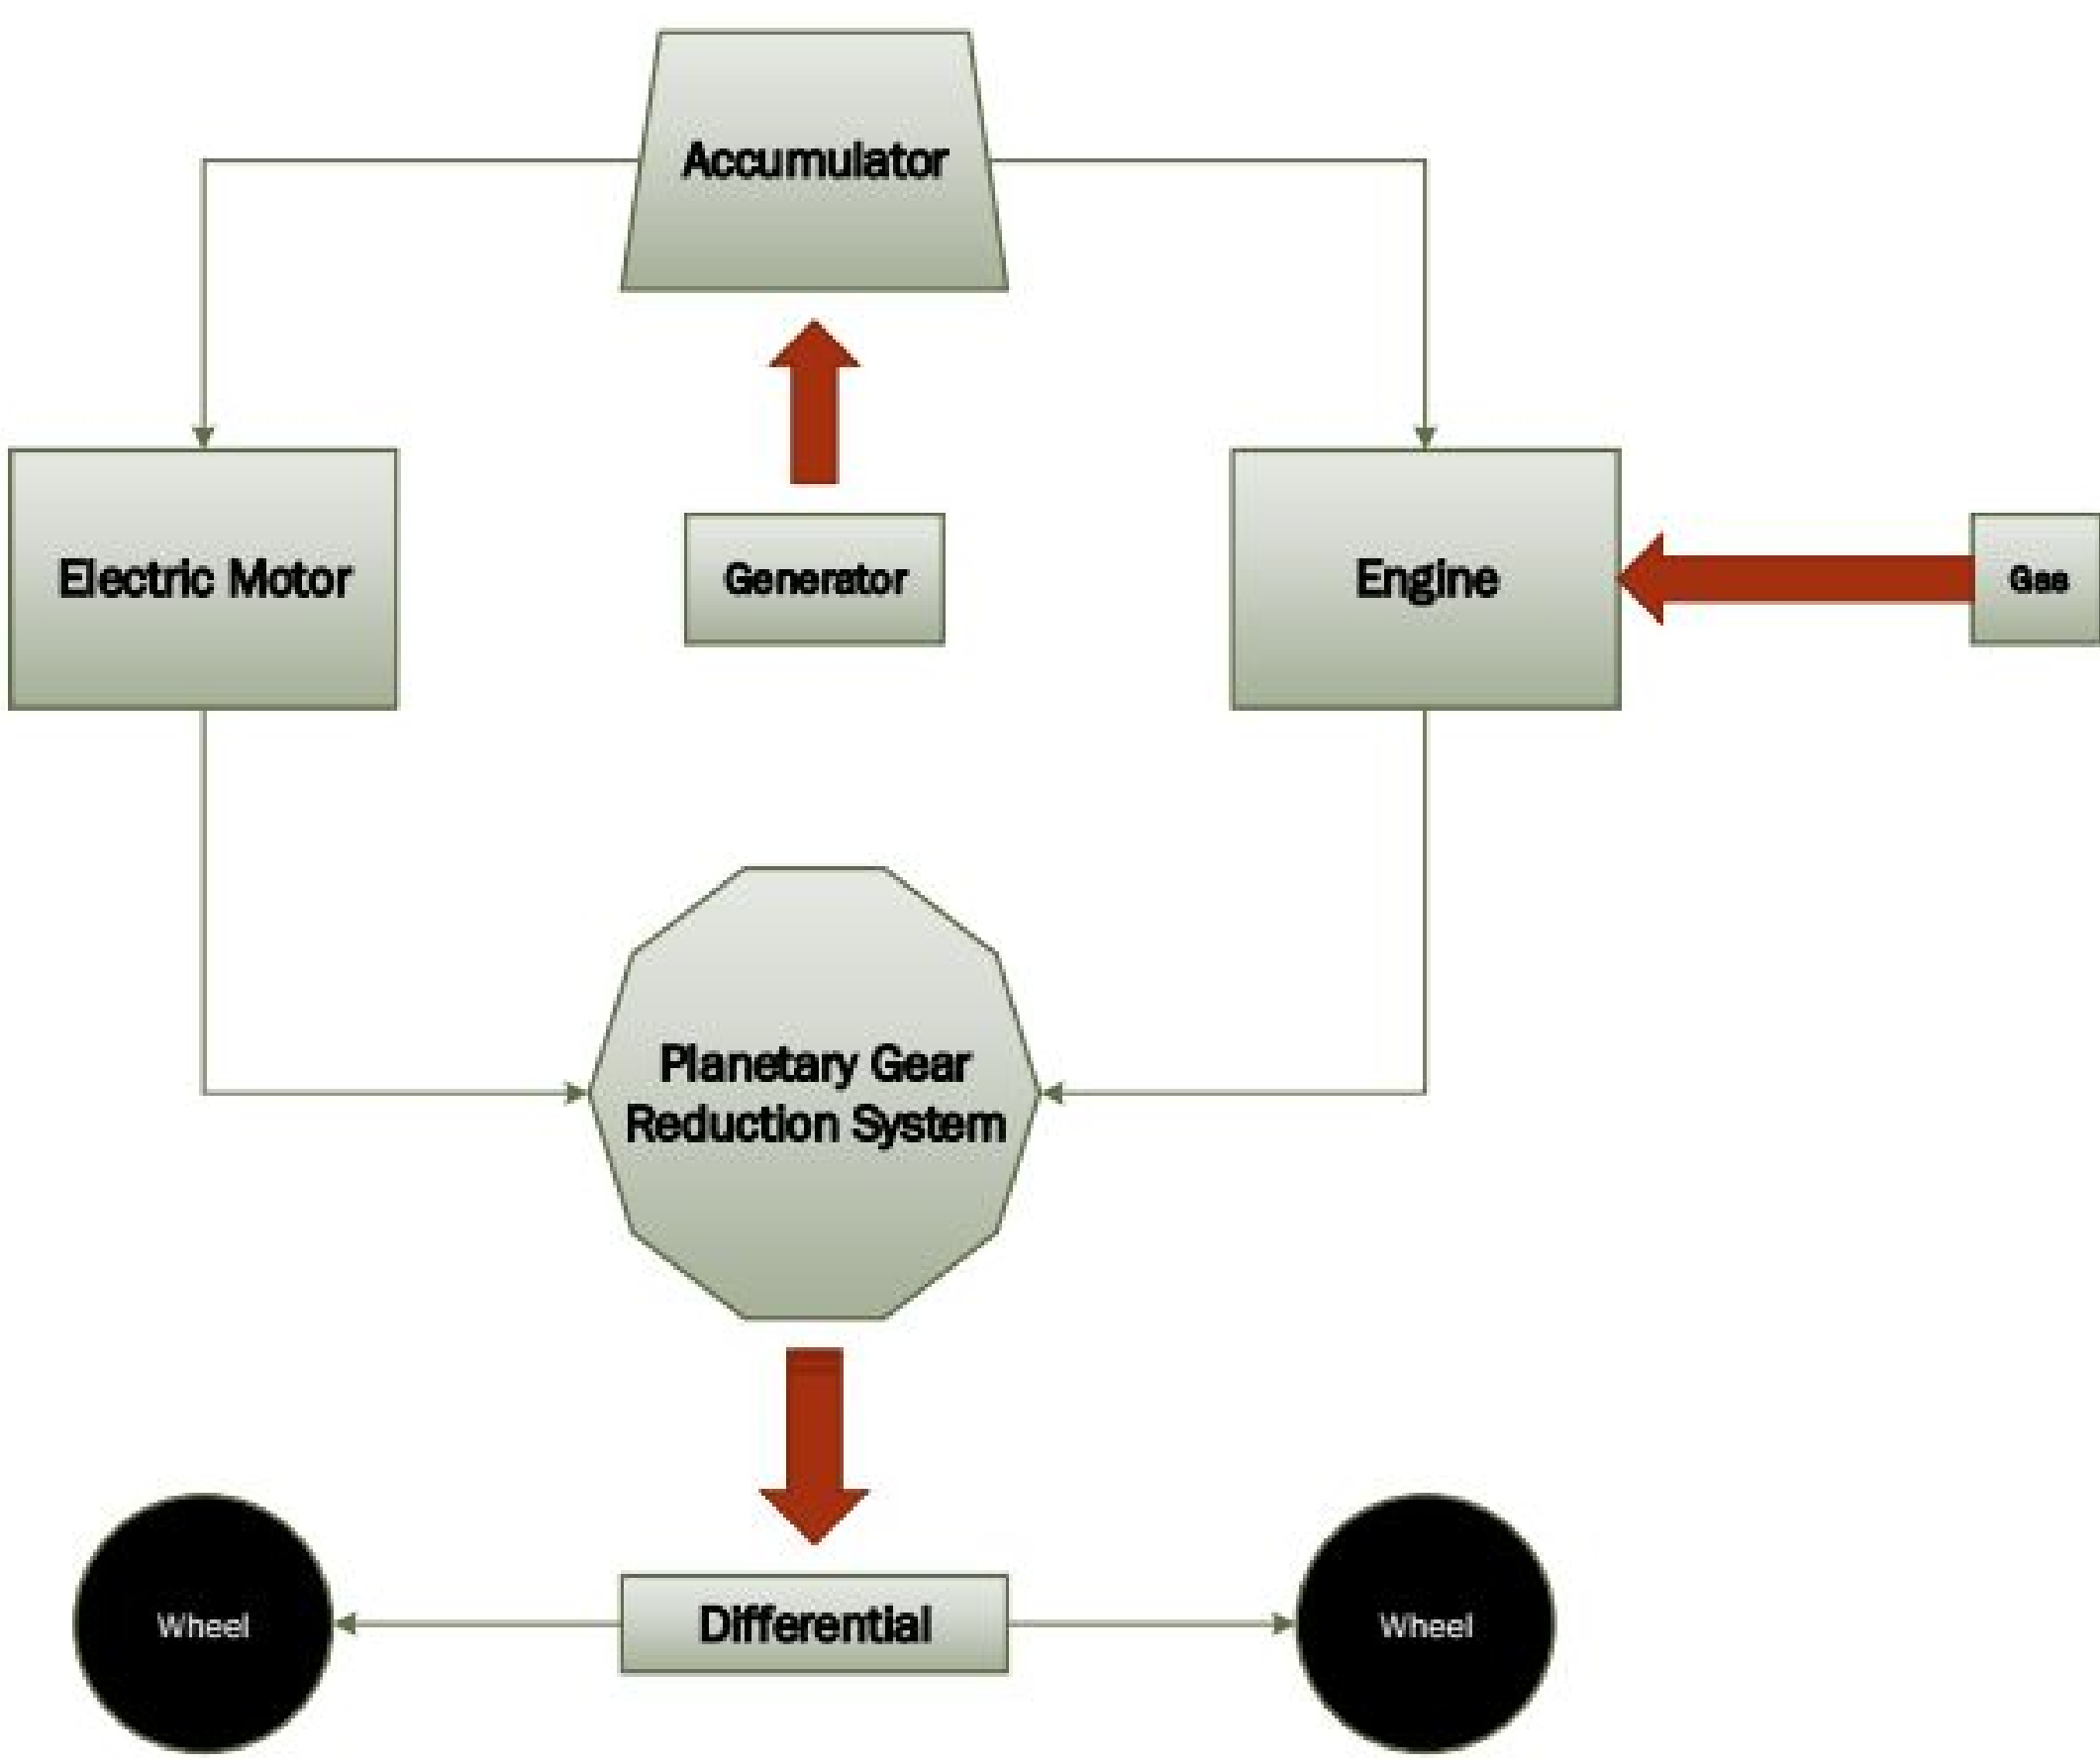 Accumulator
Electric Motor
Generator
Engine
Gas
Planetary Gear
Reduction System
Wheel
Differential
Wheel